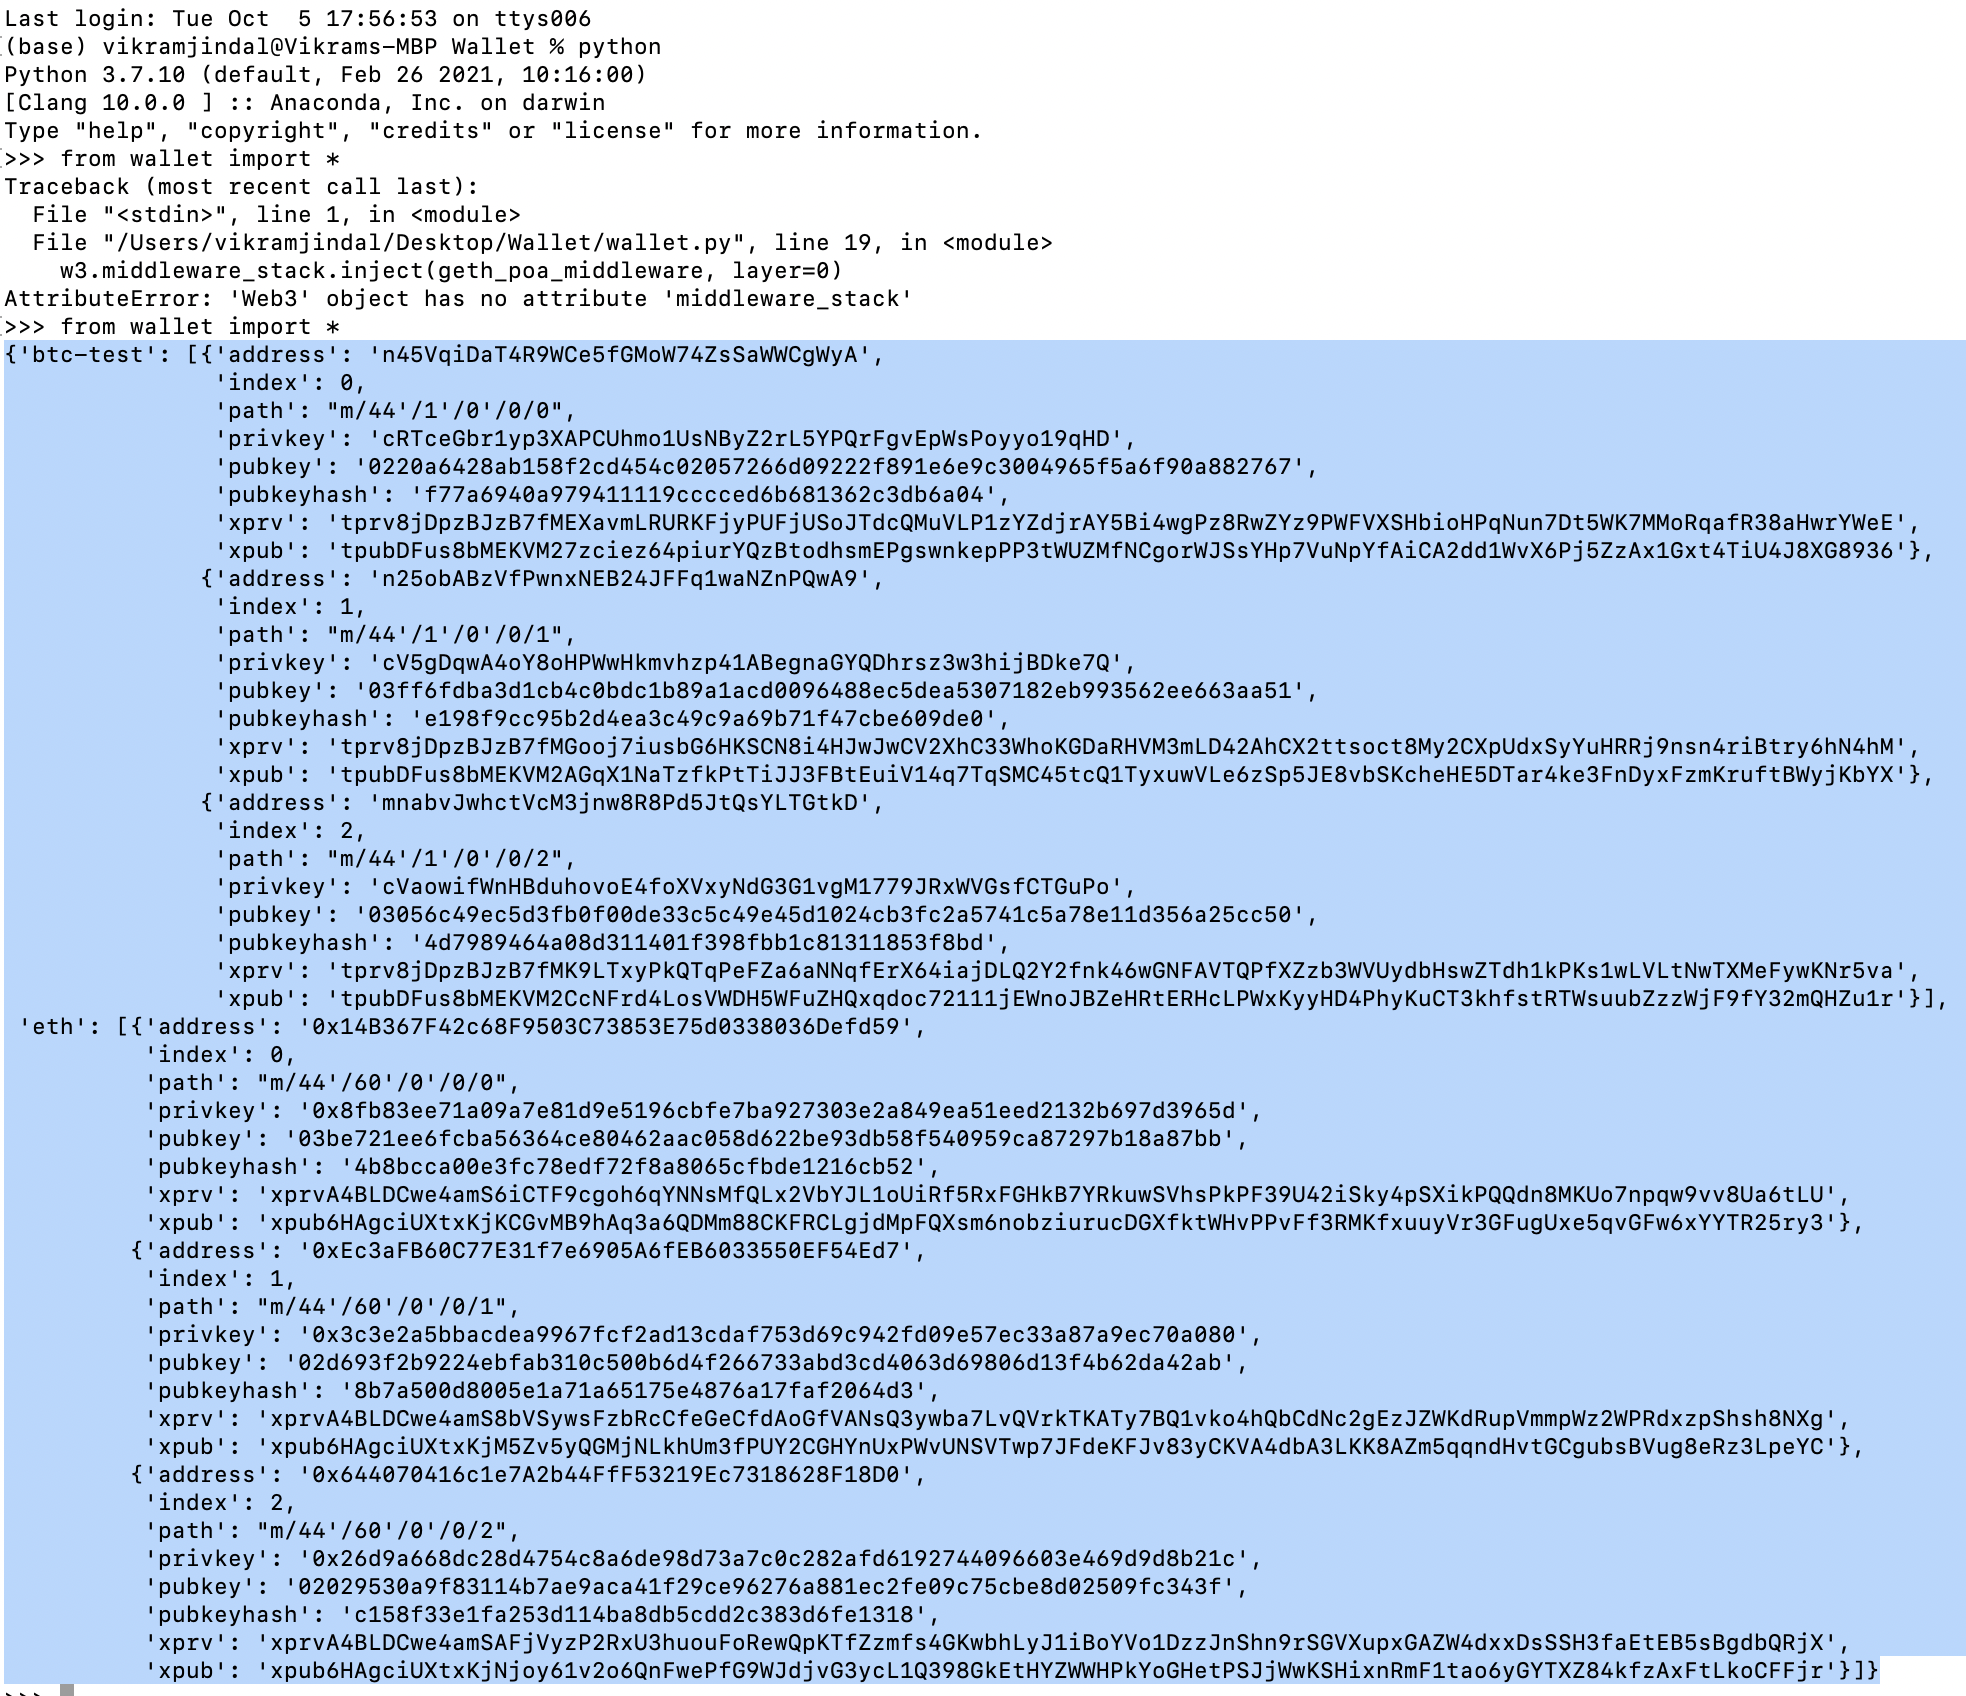 Last login: Tue Oct  5 17:56:53 on ttys006
(base) vikramjindal@Vikrams-MBP Wallet % python
Python 3.7.10 (default, Feb 26 2021, 10:16:00)
[Clang 10.0.0 ] :: Anaconda, Inc. on darwin
Type "help", "copyright", "credits" or "license" for more information.
>>> from wallet import *
Traceback (most recent call last):
  File "<stdin>", line 1, in <module>
  File "/Users/vikramjindal/Desktop/Wallet/wallet.py", line 19, in <module>
    w3.middleware_stack.inject(geth_poa_middleware, layer=0)
AttributeError: 'Web3' object has no attribute 'middleware_stack'
>>> from wallet import *
{'btc-test': [{'address': 'n45VqiDaT4R9WCe5fGMoW74ZsSaWWCgWyA',
               'index': 0,
               'path': "m/44'/1'/0'/0/0",
               'privkey': 'cRTceGbr1yp3XAPCUhmo1UsNByZ2rL5YPQrFgvEpWsPoyyo19qHD',
               'pubkey': '0220a6428ab158f2cd454c02057266d09222f891e6e9c3004965f5a6f90a882767',
               'pubkeyhash': 'f77a6940a979411119cccced6b681362c3db6a04',
               'xprv': 'tprv8jDpzBJzB7fMEXavmLRURKFjyPUFjUSoJTdcQMuVLP1zYZdjrAY5Bi4wgPz8RwZYz9PWFVXSHbioHPqNun7Dt5WK7MMoRqafR38aHwrYWeE',
               'xpub': 'tpubDFus8bMEKVM27zciez64piurYQzBtodhsmEPgswnkepPP3tWUZMfNCgorWJSsYHp7VuNpYfAiCA2dd1WvX6Pj5ZzAx1Gxt4TiU4J8XG8936'},
              {'address': 'n25obABzVfPwnxNEB24JFFq1waNZnPQwA9',
               'index': 1,
               'path': "m/44'/1'/0'/0/1",
               'privkey': 'cV5gDqwA4oY8oHPWwHkmvhzp41ABegnaGYQDhrsz3w3hijBDke7Q',
               'pubkey': '03ff6fdba3d1cb4c0bdc1b89a1acd0096488ec5dea5307182eb993562ee663aa51',
               'pubkeyhash': 'e198f9cc95b2d4ea3c49c9a69b71f47cbe609de0',
               'xprv': 'tprv8jDpzBJzB7fMGooj7iusbG6HKSCN8i4HJwJwCV2XhC33WhoKGDaRHVM3mLD42AhCX2ttsoct8My2CXpUdxSyYuHRRj9nsn4riBtry6hN4hM',
               'xpub': 'tpubDFus8bMEKVM2AGqX1NaTzfkPtTiJJ3FBtEuiV14q7TqSMC45tcQ1TyxuwVLe6zSp5JE8vbSKcheHE5DTar4ke3FnDyxFzmKruftBWyjKbYX'},
              {'address': 'mnabvJwhctVcM3jnw8R8Pd5JtQsYLTGtkD',
               'index': 2,
               'path': "m/44'/1'/0'/0/2",
               'privkey': 'cVaowifWnHBduhovoE4foXVxyNdG3G1vgM1779JRxWVGsfCTGuPo',
               'pubkey': '03056c49ec5d3fb0f00de33c5c49e45d1024cb3fc2a5741c5a78e11d356a25cc50',
               'pubkeyhash': '4d7989464a08d311401f398fbb1c81311853f8bd',
               'xprv': 'tprv8jDpzBJzB7fMK9LTxyPkQTqPeFZa6aNNqfErX64iajDLQ2Y2fnk46wGNFAVTQPfXZzb3WVUydbHswZTdh1kPKs1wLVLtNwTXMeFywKNr5va',
               'xpub': 'tpubDFus8bMEKVM2CcNFrd4LosVWDH5WFuZHQxqdoc72111jEWnoJBZeHRtERHcLPWxKyyHD4PhyKuCT3khfstRTWsuubZzzWjF9fY32mQHZu1r'}],
 'eth': [{'address': '0x14B367F42c68F9503C73853E75d0338036Defd59',
          'index': 0,
          'path': "m/44'/60'/0'/0/0",
          'privkey': '0x8fb83ee71a09a7e81d9e5196cbfe7ba927303e2a849ea51eed2132b697d3965d',
          'pubkey': '03be721ee6fcba56364ce80462aac058d622be93db58f540959ca87297b18a87bb',
          'pubkeyhash': '4b8bcca00e3fc78edf72f8a8065cfbde1216cb52',
          'xprv': 'xprvA4BLDCwe4amS6iCTF9cgoh6qYNNsMfQLx2VbYJL1oUiRf5RxFGHkB7YRkuwSVhsPkPF39U42iSky4pSXikPQQdn8MKUo7npqw9vv8Ua6tLU',
          'xpub': 'xpub6HAgciUXtxKjKCGvMB9hAq3a6QDMm88CKFRCLgjdMpFQXsm6nobziurucDGXfktWHvPPvFf3RMKfxuuyVr3GFugUxe5qvGFw6xYYTR25ry3'},
         {'address': '0xEc3aFB60C77E31f7e6905A6fEB6033550EF54Ed7',
          'index': 1,
          'path': "m/44'/60'/0'/0/1",
          'privkey': '0x3c3e2a5bbacdea9967fcf2ad13cdaf753d69c942fd09e57ec33a87a9ec70a080',
          'pubkey': '02d693f2b9224ebfab310c500b6d4f266733abd3cd4063d69806d13f4b62da42ab',
          'pubkeyhash': '8b7a500d8005e1a71a65175e4876a17faf2064d3',
          'xprv': 'xprvA4BLDCwe4amS8bVSywsFzbRcCfeGeCfdAoGfVANsQ3ywba7LvQVrkTKATy7BQ1vko4hQbCdNc2gEzJZWKdRupVmmpWz2WPRdxzpShsh8NXg',
          'xpub': 'xpub6HAgciUXtxKjM5Zv5yQGMjNLkhUm3fPUY2CGHYnUxPWvUNSVTwp7JFdeKFJv83yCKVA4dbA3LKK8AZm5qqndHvtGCgubsBVug8eRz3LpeYC'},
         {'address': '0x644070416c1e7A2b44FfF53219Ec7318628F18D0',
          'index': 2,
          'path': "m/44'/60'/0'/0/2",
          'privkey': '0x26d9a668dc28d4754c8a6de98d73a7c0c282afd6192744096603e469d9d8b21c',
          'pubkey': '02029530a9f83114b7ae9aca41f29ce96276a881ec2fe09c75cbe8d02509fc343f',
          'pubkeyhash': 'c158f33e1fa253d114ba8db5cdd2c383d6fe1318',
          'xprv': 'xprvA4BLDCwe4amSAFjVyzP2RxU3huouFoRewQpKTfZzmfs4GKwbhLyJ1iBoYVo1DzzJnShn9rSGVXupxGAZW4dxxDsSSH3faEtEB5sBgdbQRjX',
          'xpub': 'xpub6HAgciUXtxKjNjoy61v2o6QnFwePfG9WJdjvG3ycL1Q398GkEtHYZWWHPkYoGHetPSJjWwKSHixnRmF1tao6yGYTXZ84kfzAxFtLkoCFFjr'}]}
>>>